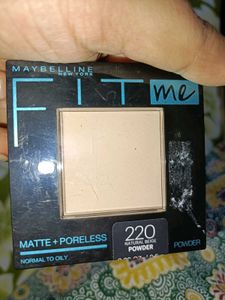 MAYBELLINE
NEW YORK
FIT me
MATTE + PORELESS
NORMAL TO OILY
220
NATURAL BEIGE
POWDER
POWDER